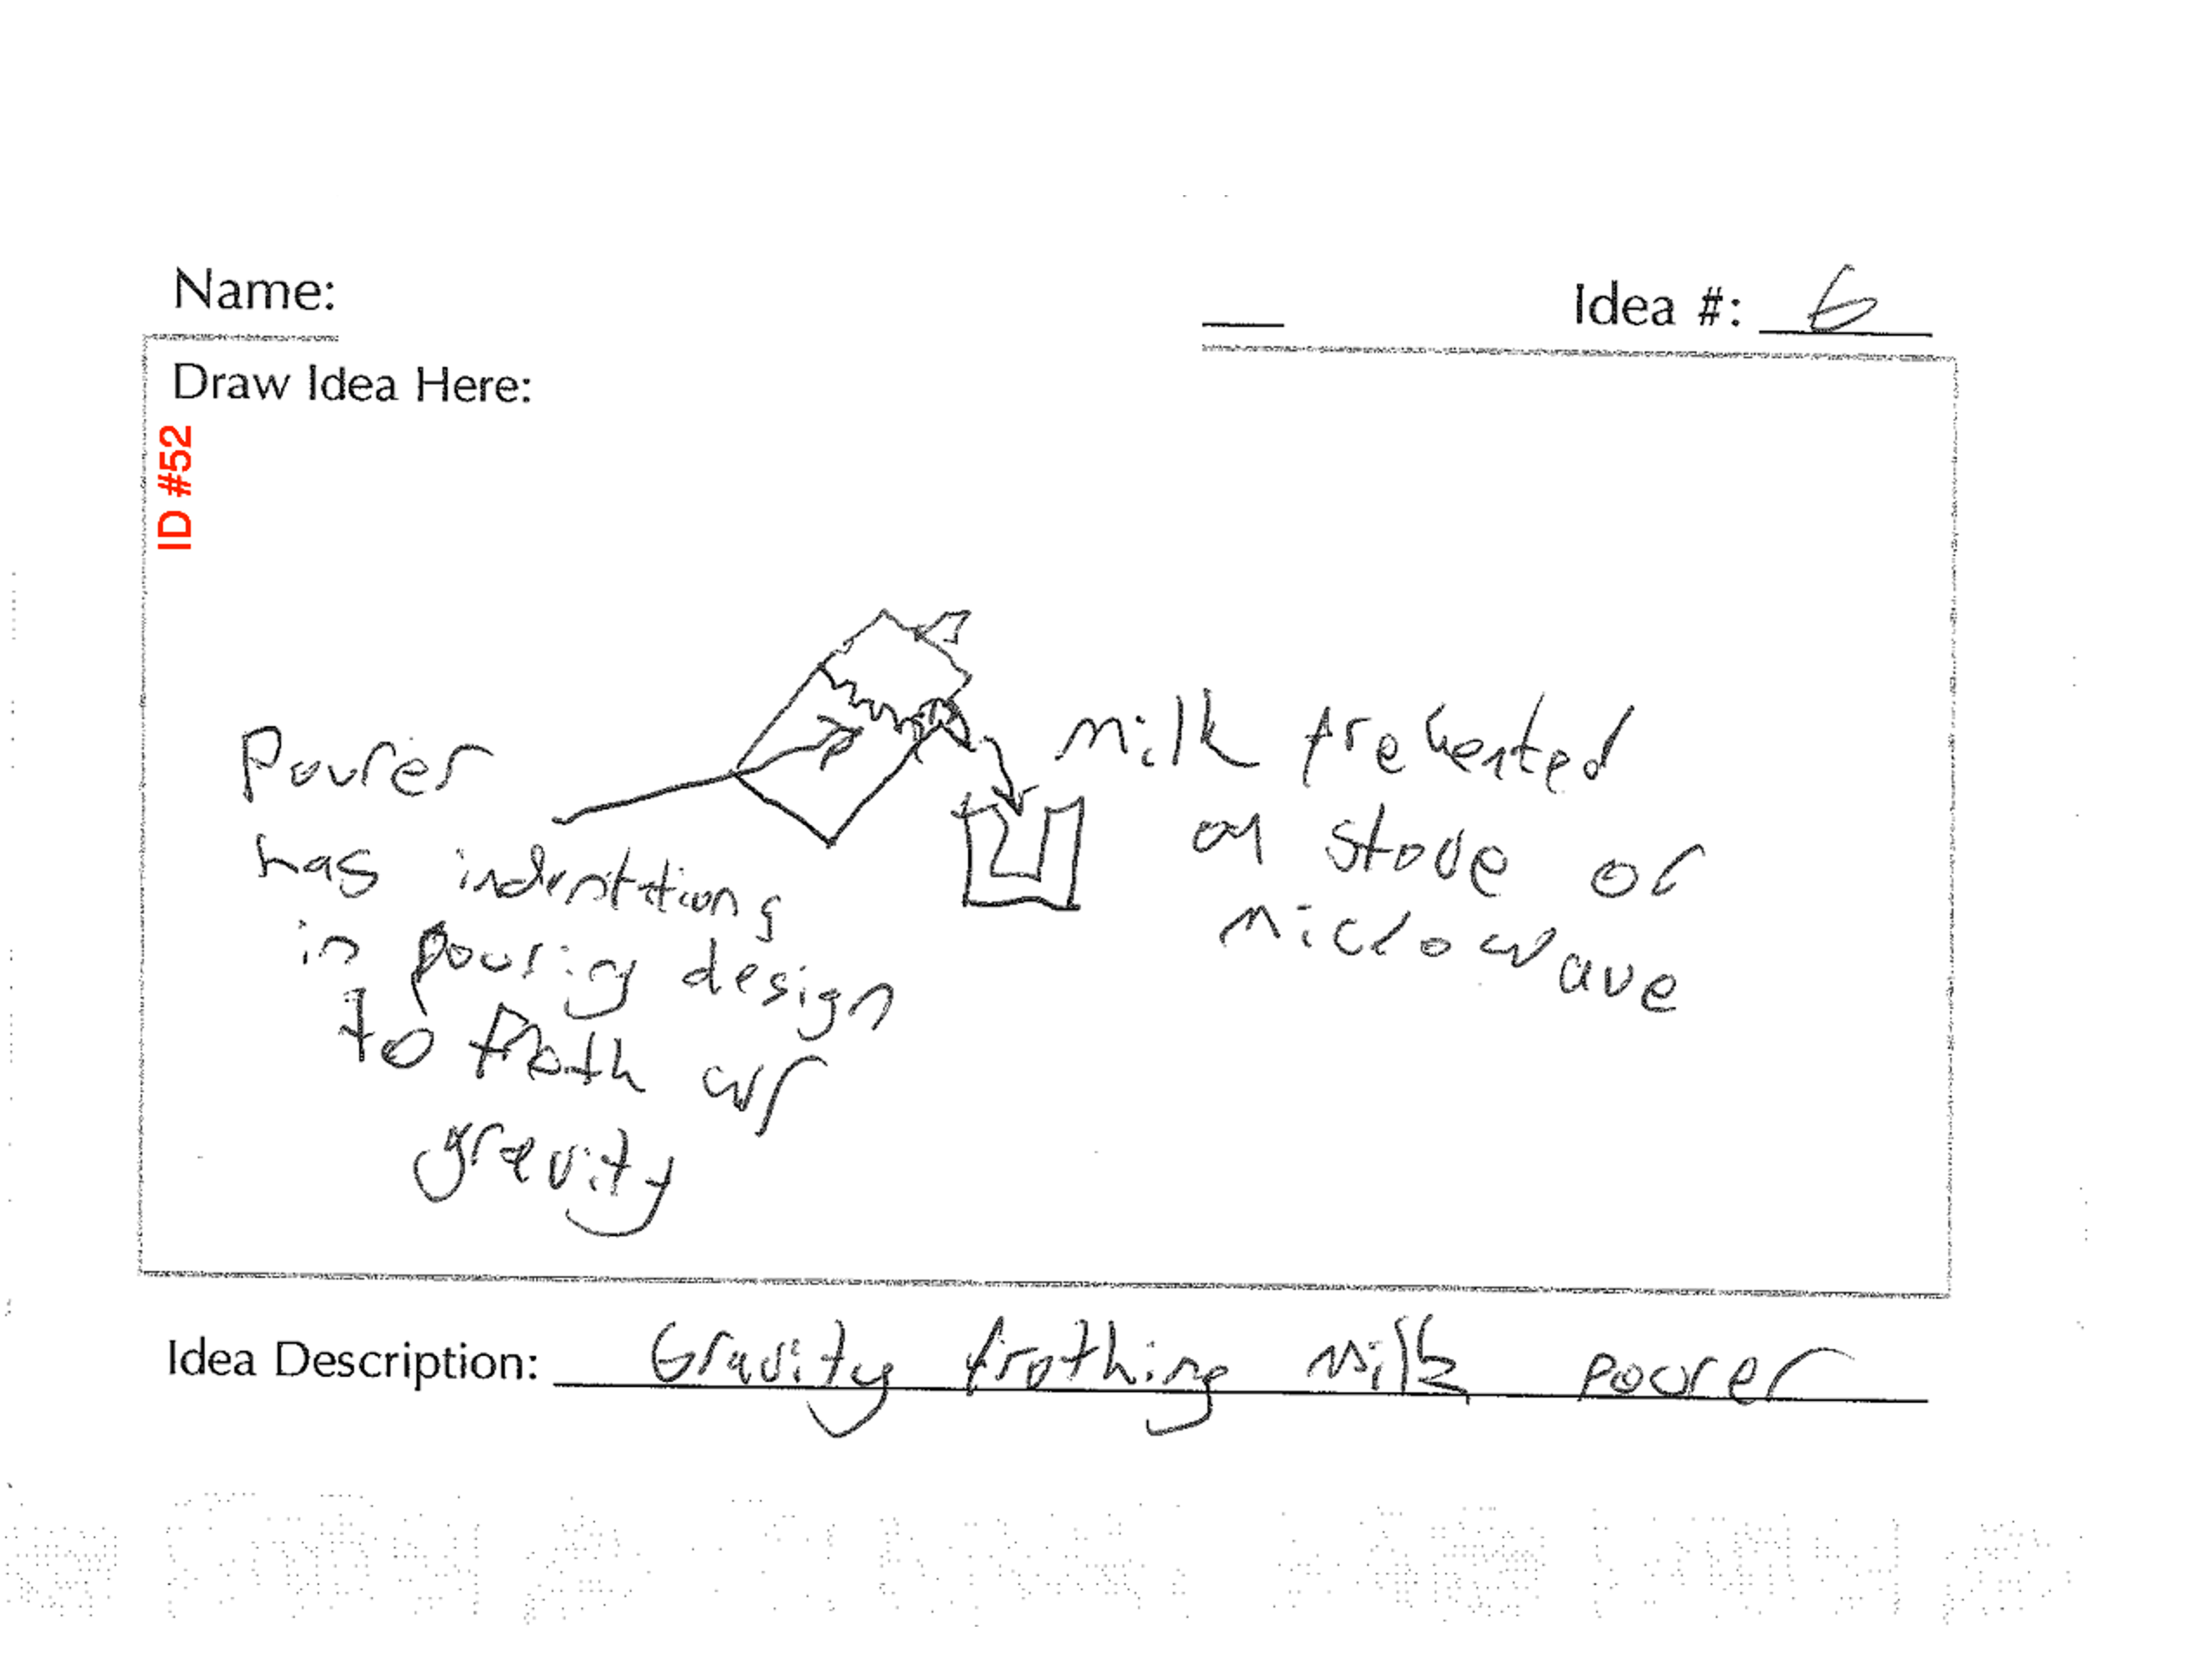 Name:
Idea #: 6
Draw Idea Here:
ID #52
Pourer
has indentations
in pouring design
to froth w/
gravity
milk preheated
on stove or
microwave
Idea Description: Gravity frothing milk pourer